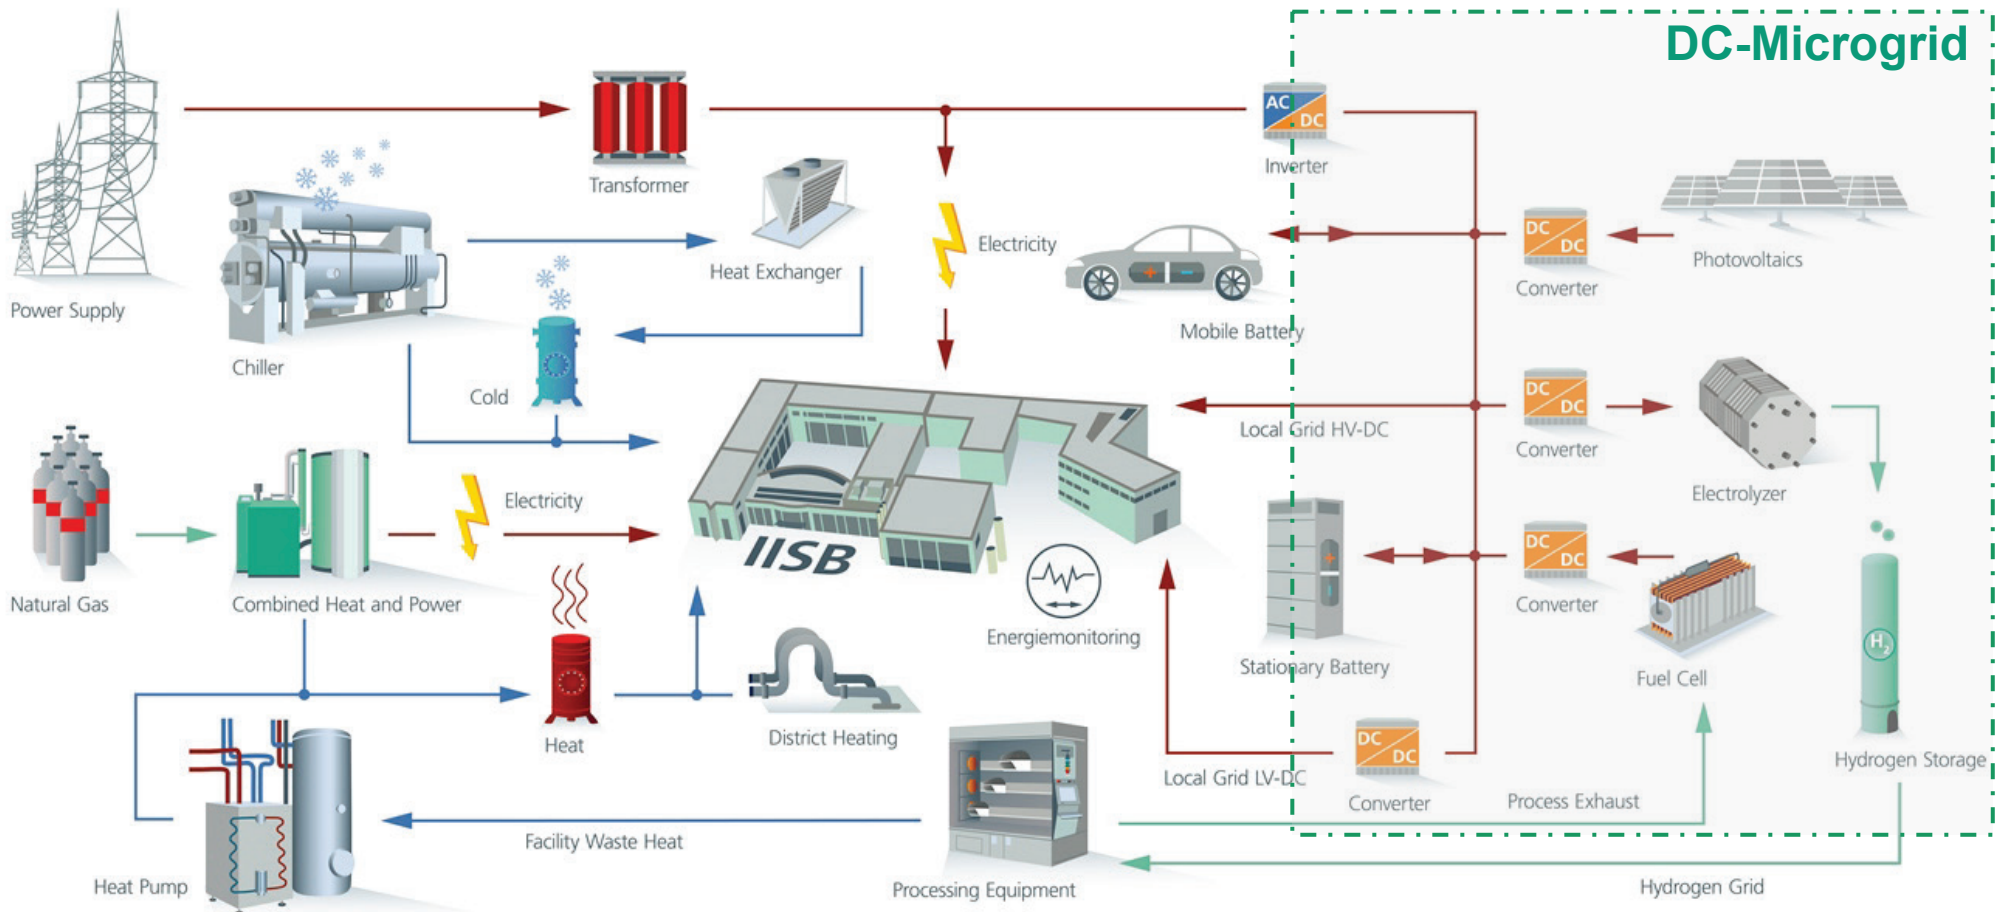 DC-Microgrid
AC
DC
Inverter
Transformer
Power Supply
Heat Exchanger
Electricity
Chiller
Cold
Mobile Battery
DC
DC
Converter
Photovoltaics
Local Grid HV-DC
DC
DC
Converter
Electrolyzer
Natural Gas
Combined Heat and Power
Electricity
IISB
Energiemonitoring
Stationary Battery
DC
DC
Converter
Fuel Cell
H2
Hydrogen Storage
Heat
District Heating
Local Grid LV-DC
DC
DC
Converter
Process Exhaust
Heat Pump
Facility Waste Heat
Processing Equipment
Hydrogen Grid